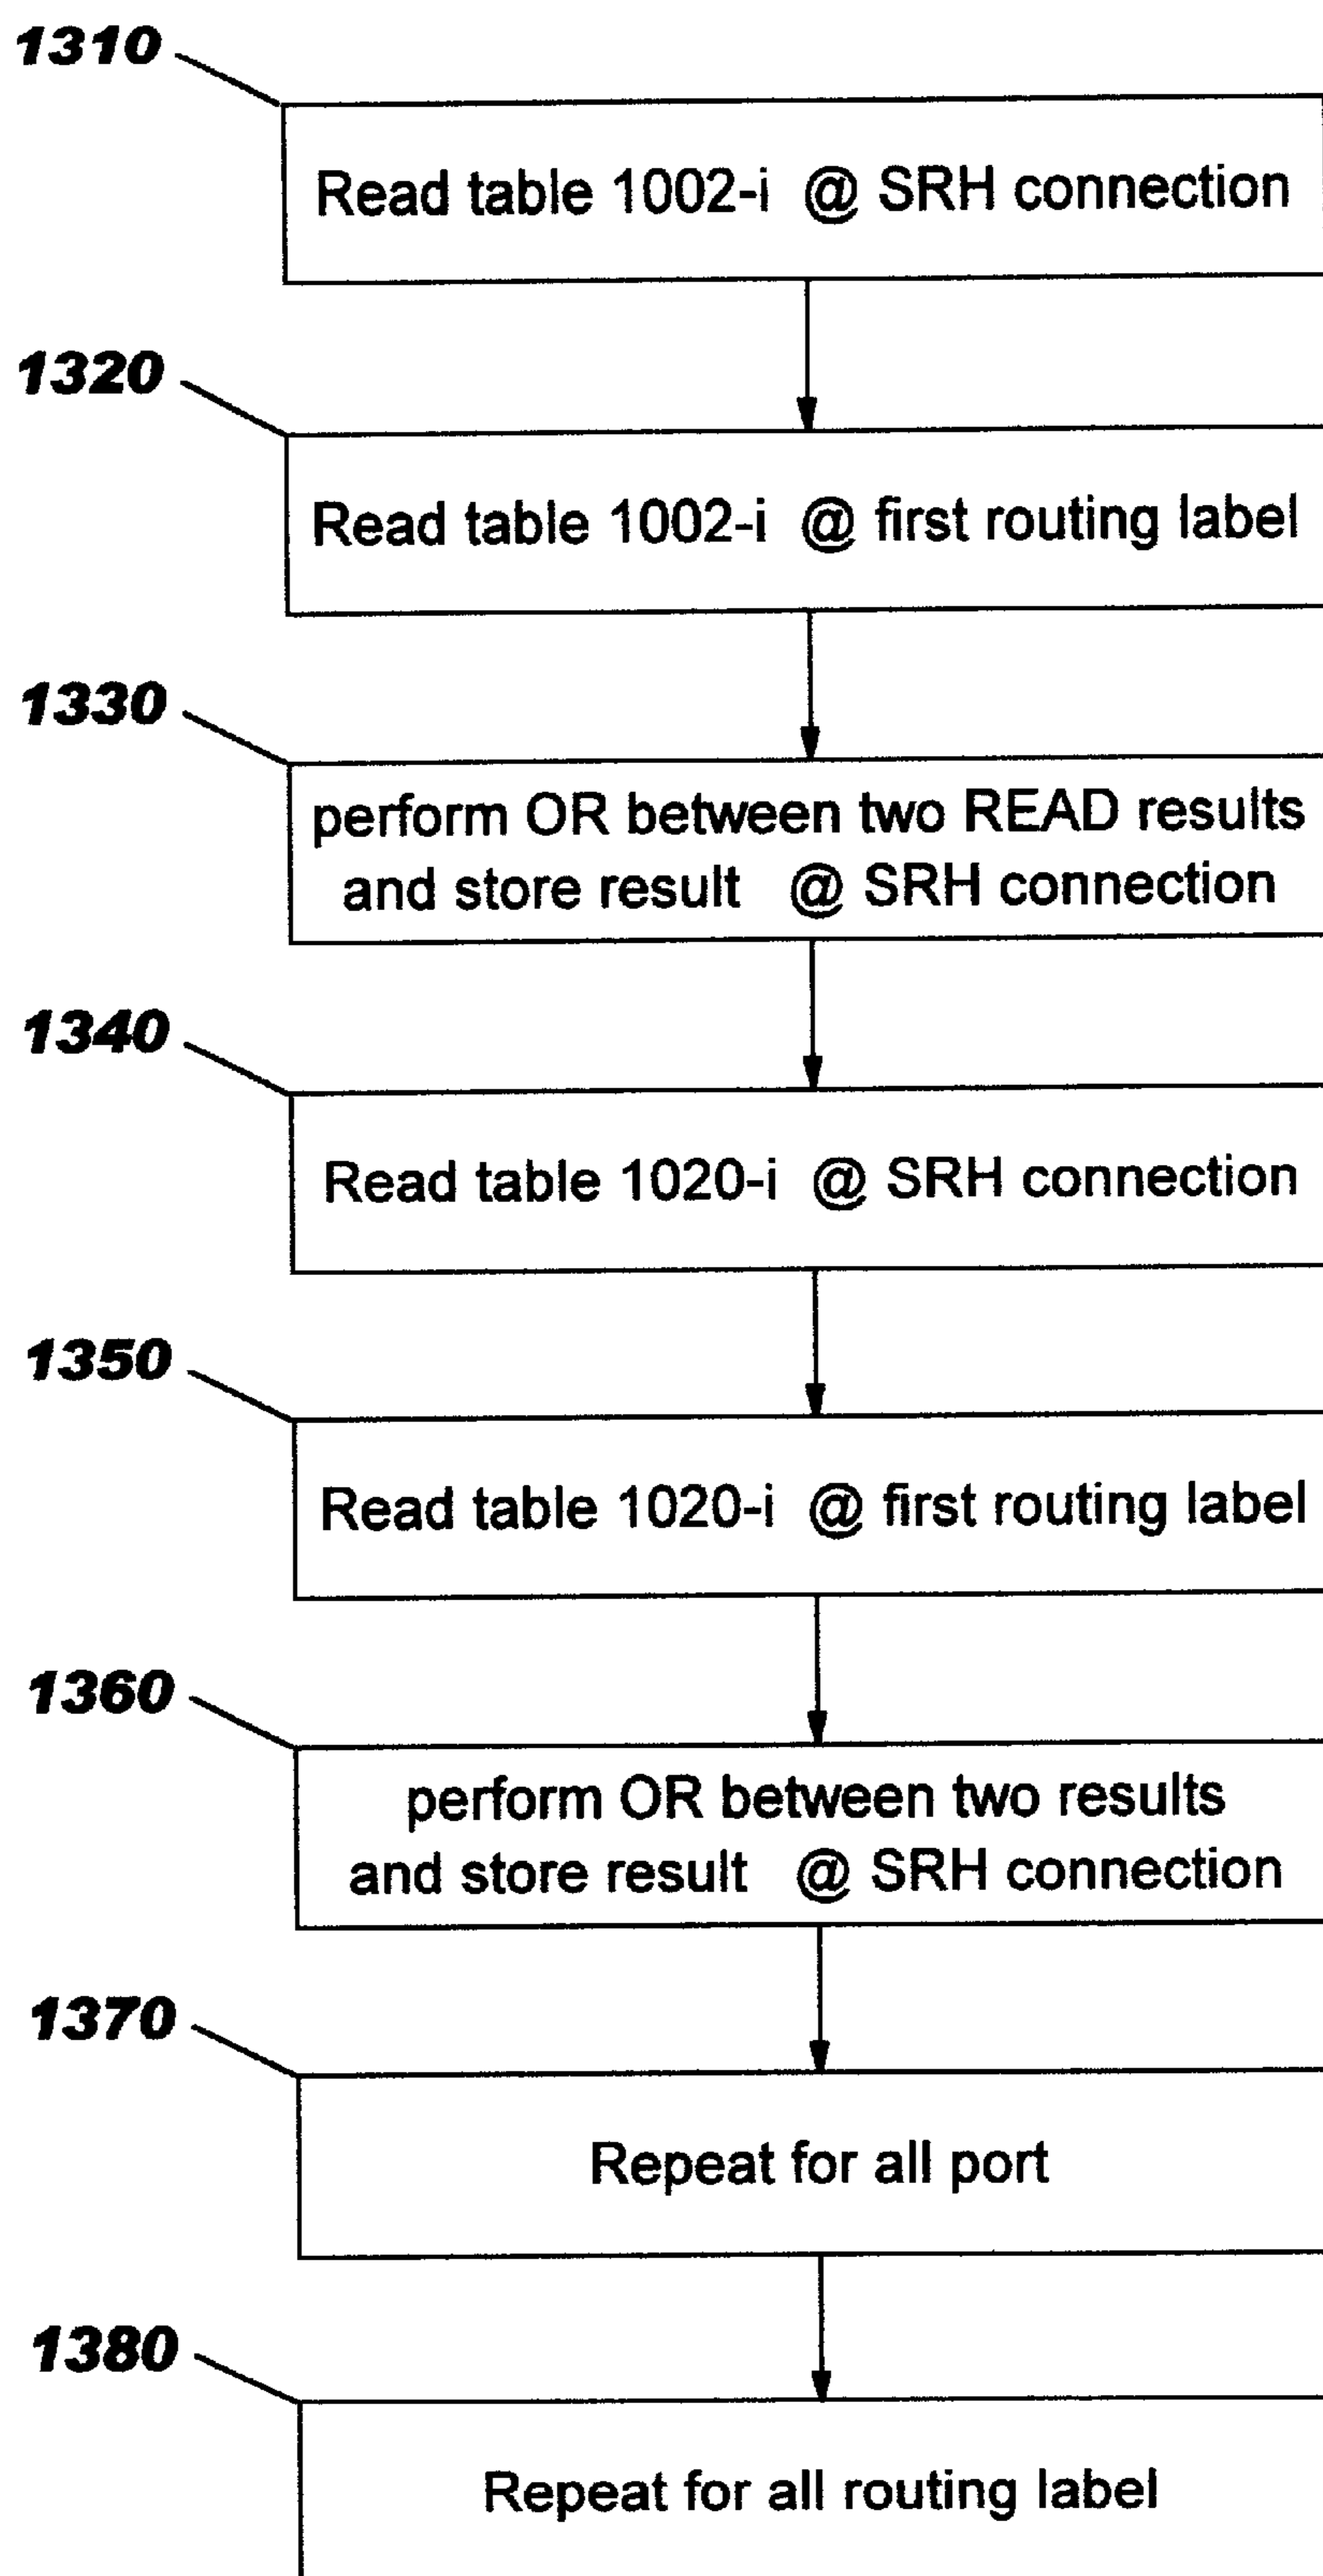 1310
Read table 1002-i @ SRH connection
1320
Read table 1002-i @ first routing label
1330
perform OR between two READ results
and store result @ SRH connection
1340
Read table 1020-i @ SRH connection
1350
Read table 1020-i @ first routing label
1360
perform OR between two results
and store result @ SRH connection
1370
Repeat for all port
1380
Repeat for all routing label